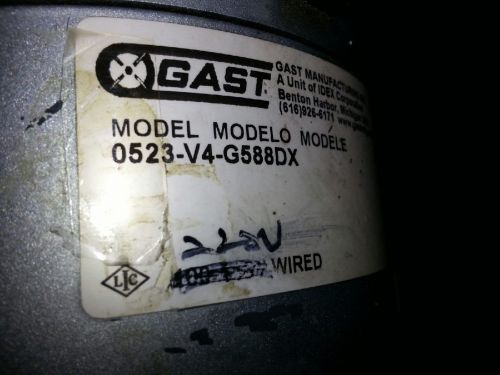 GAST
GAST MANUFACTURING
A Unit of IDEX Corporation
Benton Harbor, Michigan
(616)926-6171
MODEL MODELO MODELE
0523-V4-G588DX
220V
WIRED
LJC